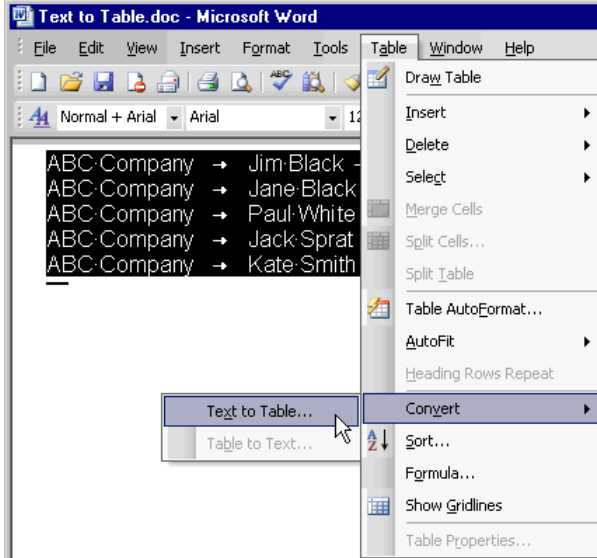 Text to Table.doc - Microsoft Word
File Edit View Insert Format Tools Table Window Help
Normal + Arial Arial 12
ABC·Company → Jim·Black
ABC·Company → Jane·Black
ABC·Company → Paul·White
ABC·Company → Jack·Sprat
ABC·Company → Kate·Smith
Draw Table
Insert
Delete
Select
Merge Cells
Split Cells...
Split Table
Table AutoFormat...
AutoFit
Heading Rows Repeat
Convert
Sort...
Formula...
Show Gridlines
Table Properties...
Text to Table...
Table to Text...